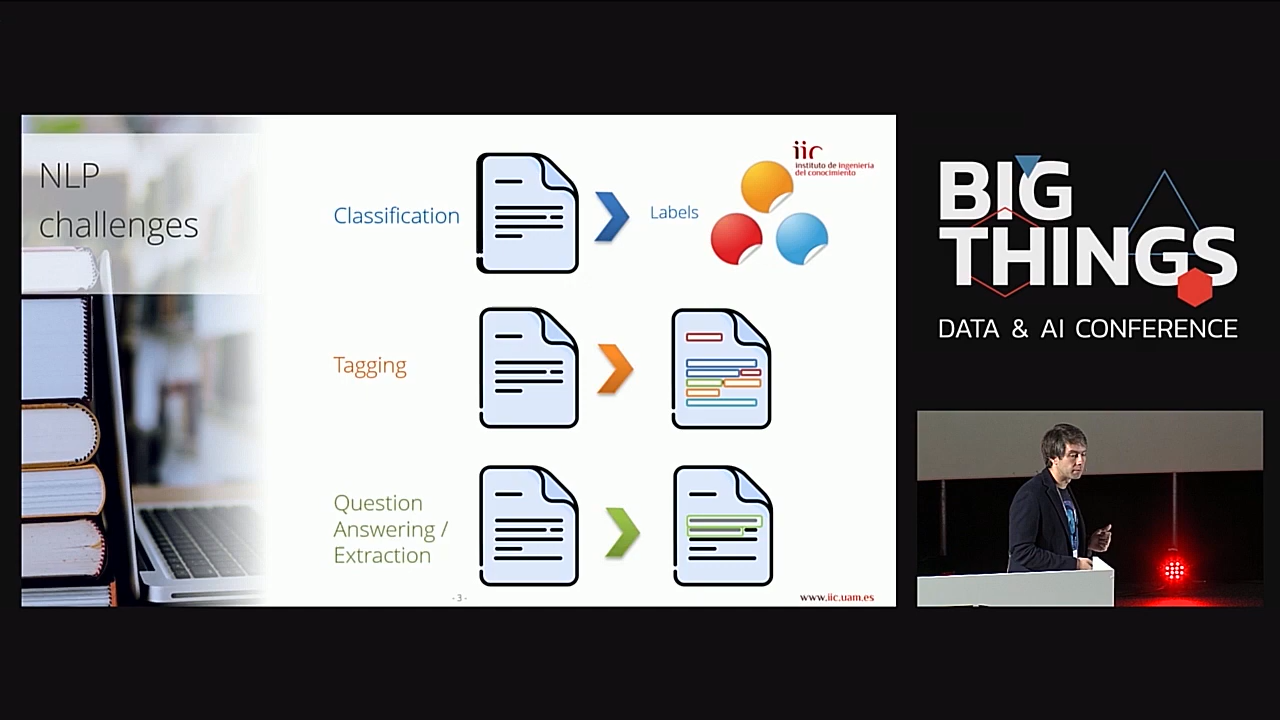 NLP
challenges
Classification
Labels
iic
instituto de ingeniería
del conocimiento
Tagging
Question
Answering /
Extraction
- 3 -
www.iic.uam.es
BIG
THINGS
DATA & AI CONFERENCE